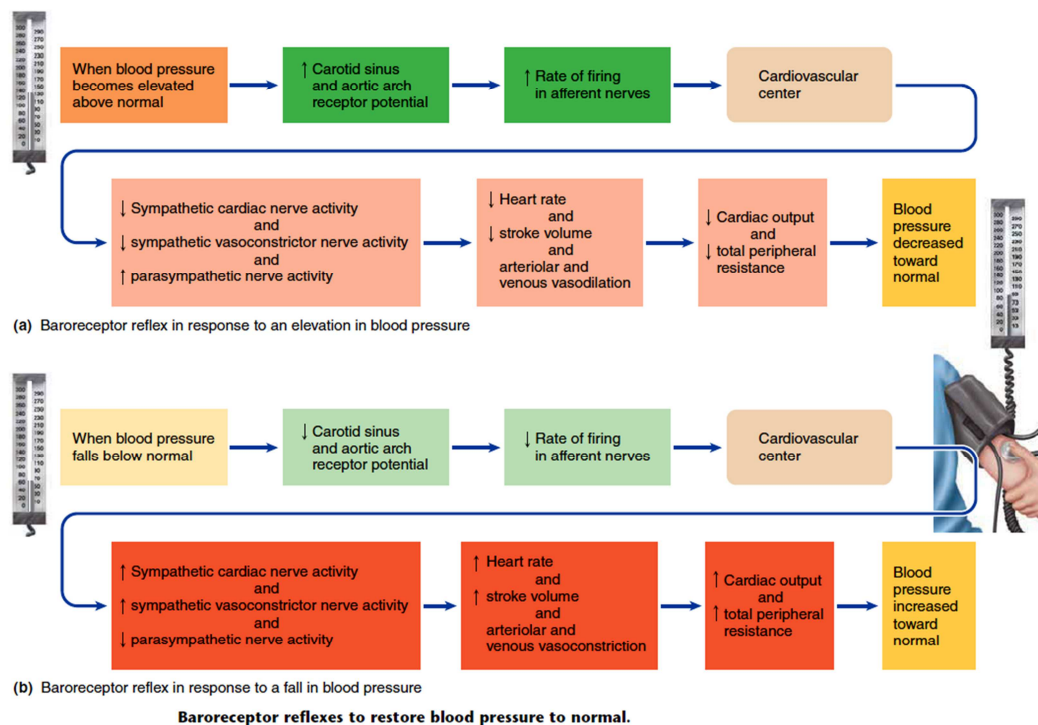 When blood pressure
becomes elevated
above normal
↑ Carotid sinus
and aortic arch
receptor potential
↑ Rate of firing
in afferent nerves
Cardiovascular
center
↓ Sympathetic cardiac nerve activity
and
↓ sympathetic vasoconstrictor nerve activity
and
↑ parasympathetic nerve activity
↓ Heart rate
and
↓ stroke volume
and
arteriolar and
venous vasodilation
↓ Cardiac output
and
↓ total peripheral
resistance
Blood
pressure
decreased
toward
normal
(a) Baroreceptor reflex in response to an elevation in blood pressure
When blood pressure
falls below normal
↓ Carotid sinus
and aortic arch
receptor potential
↓ Rate of firing
in afferent nerves
Cardiovascular
center
↑ Sympathetic cardiac nerve activity
and
↑ sympathetic vasoconstrictor nerve activity
and
↓ parasympathetic nerve activity
↑ Heart rate
and
↑ stroke volume
and
arteriolar and
venous vasoconstriction
↑ Cardiac output
and
↑ total peripheral
resistance
Blood
pressure
increased
toward
normal
(b) Baroreceptor reflex in response to a fall in blood pressure
Baroreceptor reflexes to restore blood pressure to normal.